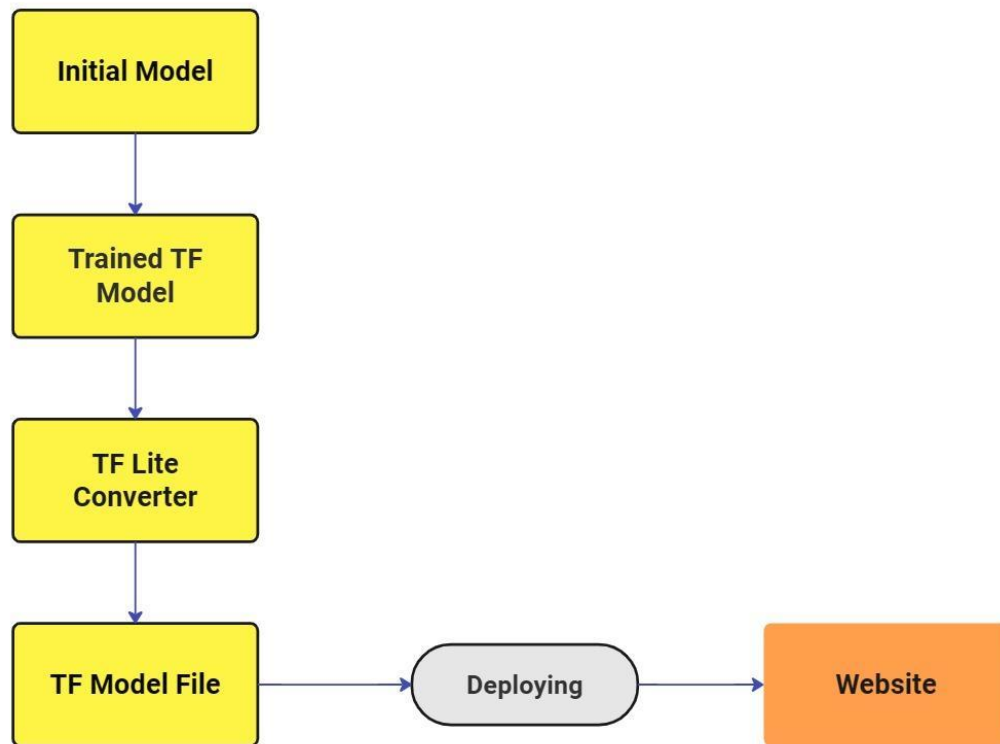 Initial Model
Trained TF
Model
TF Lite
Converter
TF Model File
Deploying
Website